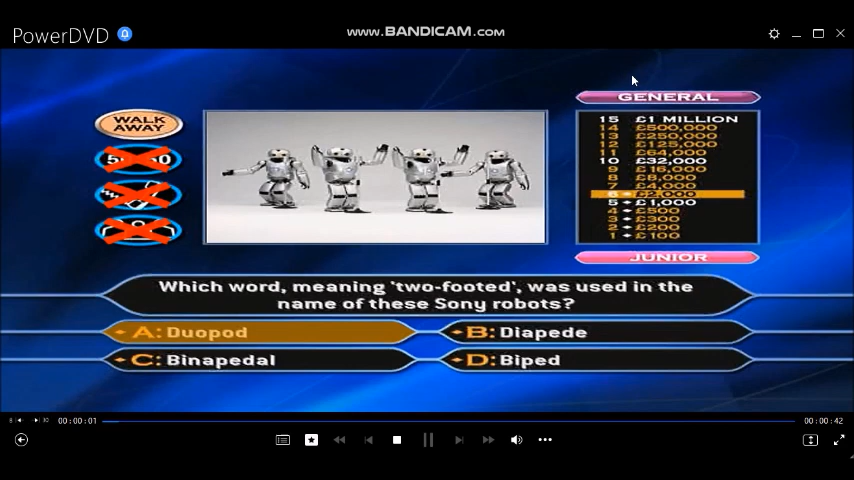 PowerDVD
www.BANDICAM.com
GENERAL
WALK
AWAY
15 £1 MILLION
14 £500,000
13 £250,000
12 £125,000
11 £64,000
10 £32,000
9 £16,000
8 £8,000
7 £4,000
6 £2,000
5 £1,000
4 £500
3 £300
2 £200
1 £100
JUNIOR
Which word, meaning 'two-footed', was used in the
name of these Sony robots?
A: Duopod
B: Diapede
C: Binapedal
D: Biped
00:00:01
00:00:42